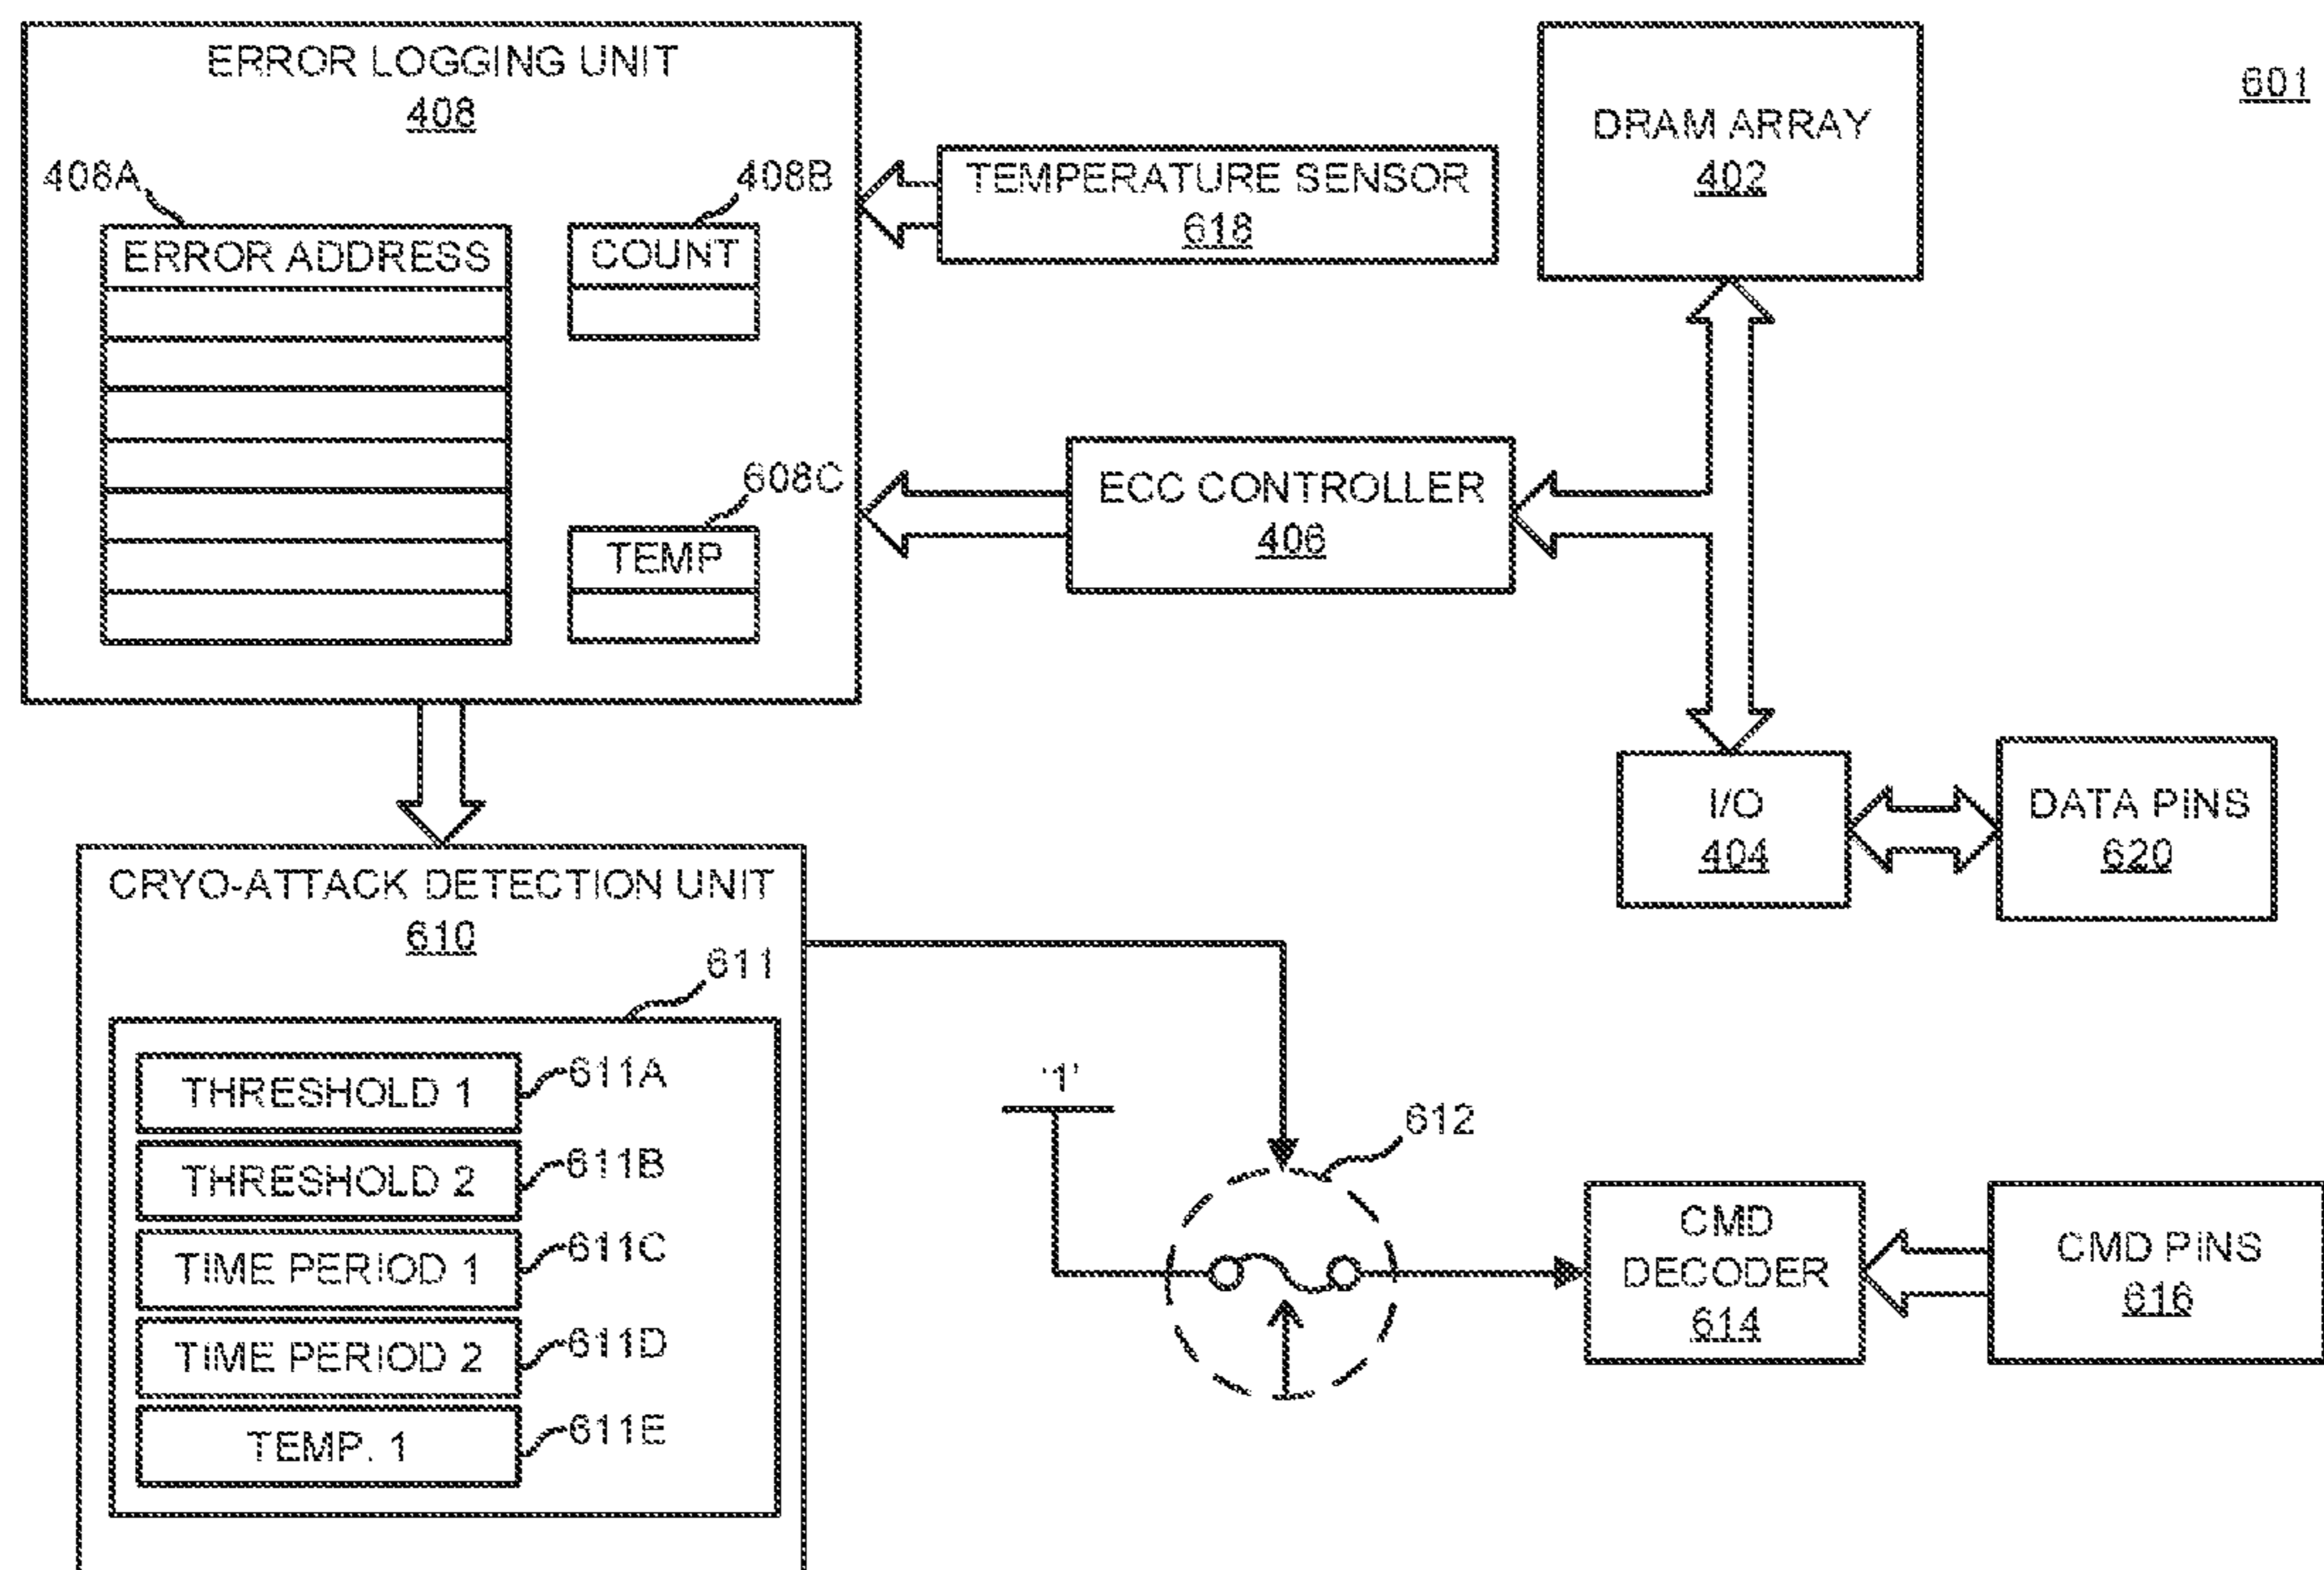 ERROR LOGGING UNIT
408
408A
408B
ERROR ADDRESS
COUNT
608C
TEMP
TEMPERATURE SENSOR
618
DRAM ARRAY
402
601
ECC CONTROLLER
406
I/O
404
DATA PINS
620
CRYO-ATTACK DETECTION UNIT
610
611
THRESHOLD 1
611A
THRESHOLD 2
611B
TIME PERIOD 1
611C
TIME PERIOD 2
611D
TEMP. 1
611E
'1'
612
CMD
DECODER
614
CMD PINS
616